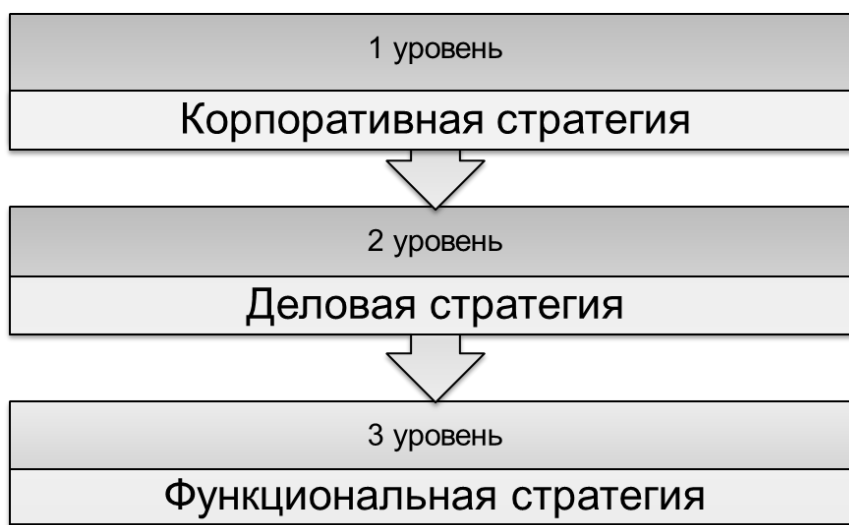 1 уровень
Корпоративная стратегия
2 уровень
Деловая стратегия
3 уровень
Функциональная стратегия